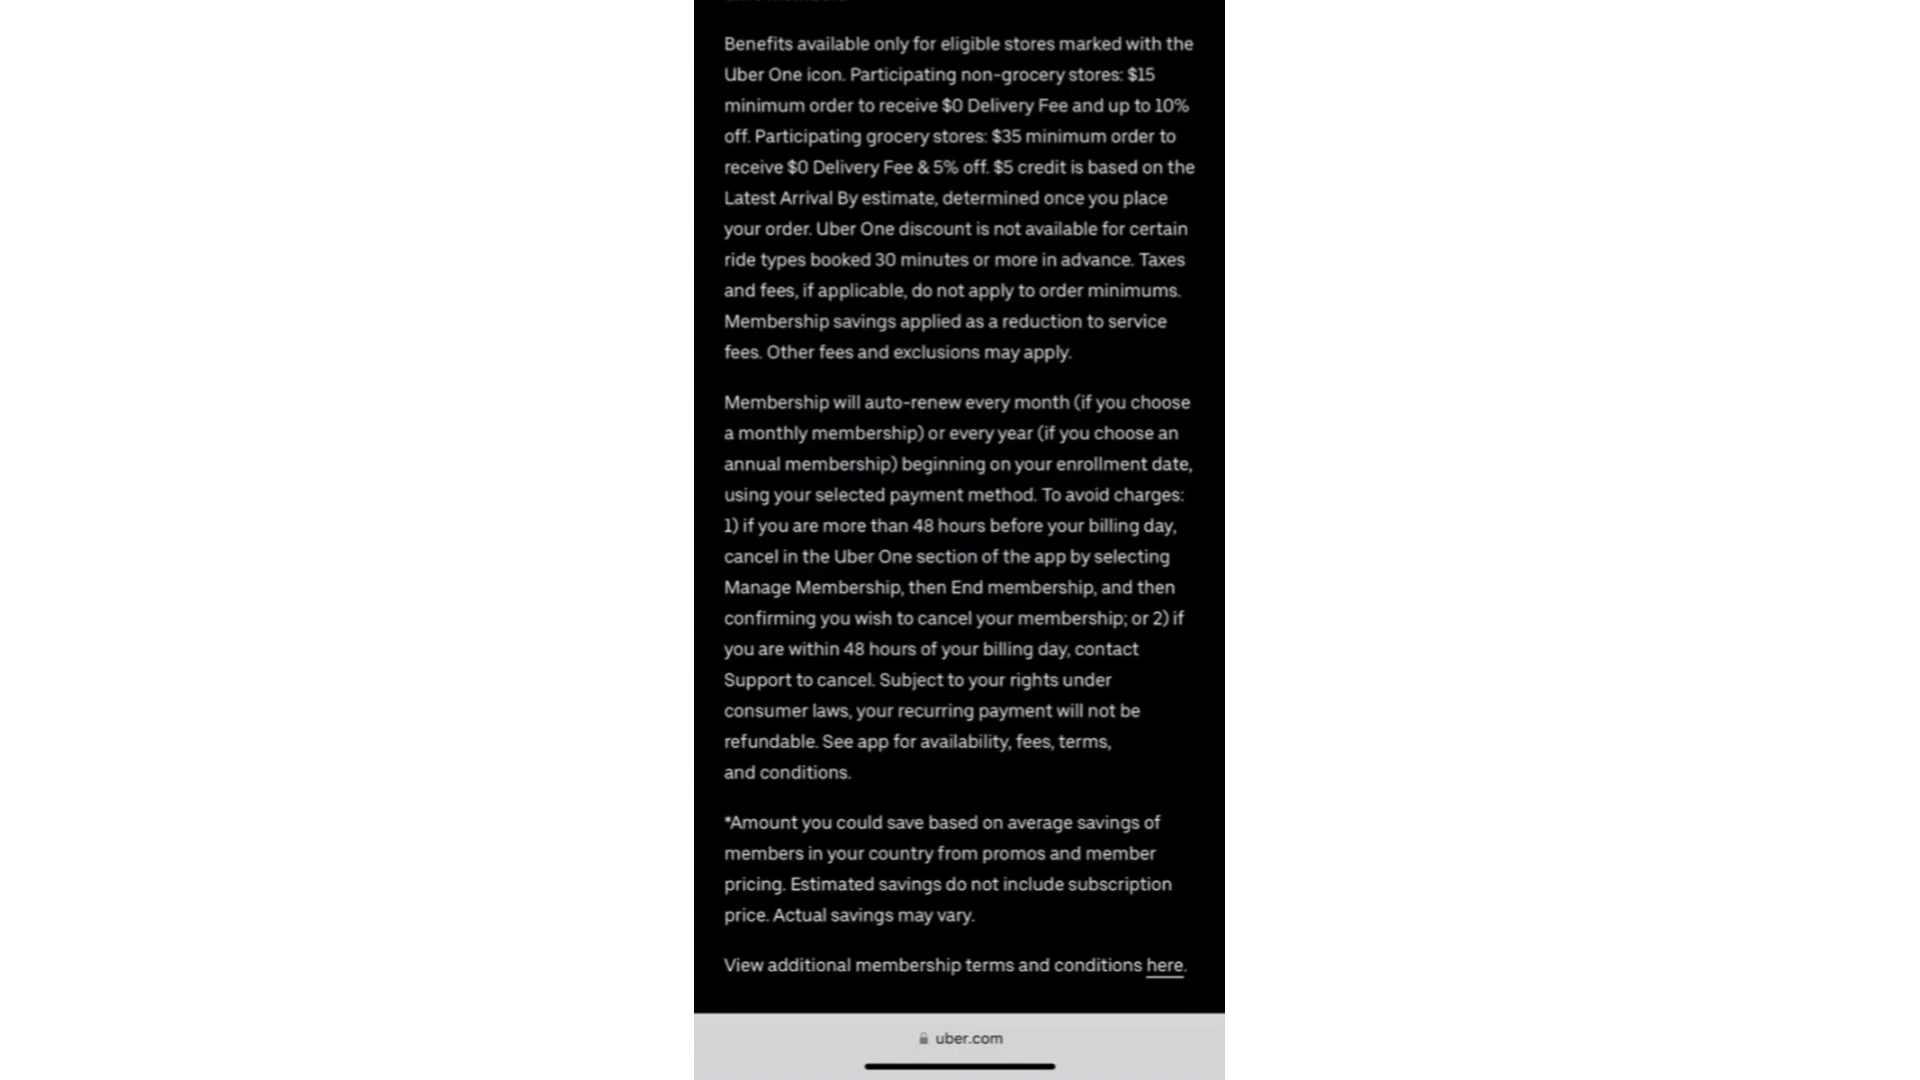 Benefits available only for eligible stores marked with the
Uber One icon. Participating non-grocery stores: $15
minimum order to receive $0 Delivery Fee and up to 10%
off. Participating grocery stores: $35 minimum order to
receive $0 Delivery Fee & 5% off. $5 credit is based on the
Latest Arrival By estimate, determined once you place
your order. Uber One discount is not available for certain
ride types booked 30 minutes or more in advance. Taxes
and fees, if applicable, do not apply to order minimums.
Membership savings applied as a reduction to service
fees. Other fees and exclusions may apply.
Membership will auto-renew every month (if you choose
a monthly membership) or every year (if you choose an
annual membership) beginning on your enrollment date,
using your selected payment method. To avoid charges:
1) if you are more than 48 hours before your billing day,
cancel in the Uber One section of the app by selecting
Manage Membership, then End membership, and then
confirming you wish to cancel your membership; or 2) if
you are within 48 hours of your billing day, contact
Support to cancel. Subject to your rights under
consumer laws, your recurring payment will not be
refundable. See app for availability, fees, terms,
and conditions.
*Amount you could save based on average savings of
members in your country from promos and member
pricing. Estimated savings do not include subscription
price. Actual savings may vary.
View additional membership terms and conditions here.
uber.com